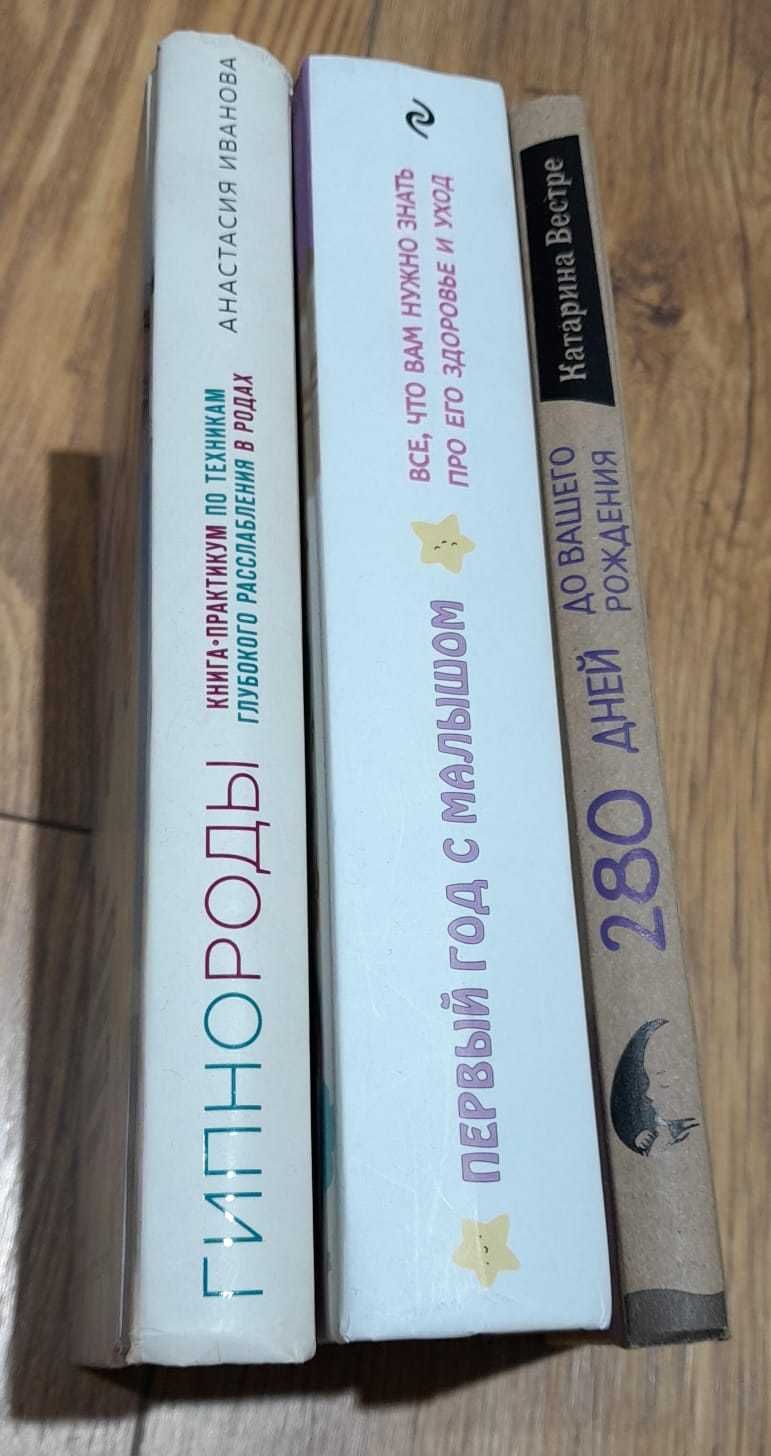 ГИПНОРОДЫ
КНИГА•ПРАКТИКУМ ПО ТЕХНИКАМ
ГЛУБОКОГО РАССЛАБЛЕНИЯ В РОДАХ
АНАСТАСИЯ ИВАНОВА
ПЕРВЫЙ ГОД С МАЛЫШОМ
ВСЕ, ЧТО ВАМ НУЖНО ЗНАТЬ
ПРО ЕГО ЗДОРОВЬЕ И УХОД
280 ДНЕЙ
ДО ВАШЕГО
РОЖДЕНИЯ
Катарина Вестре